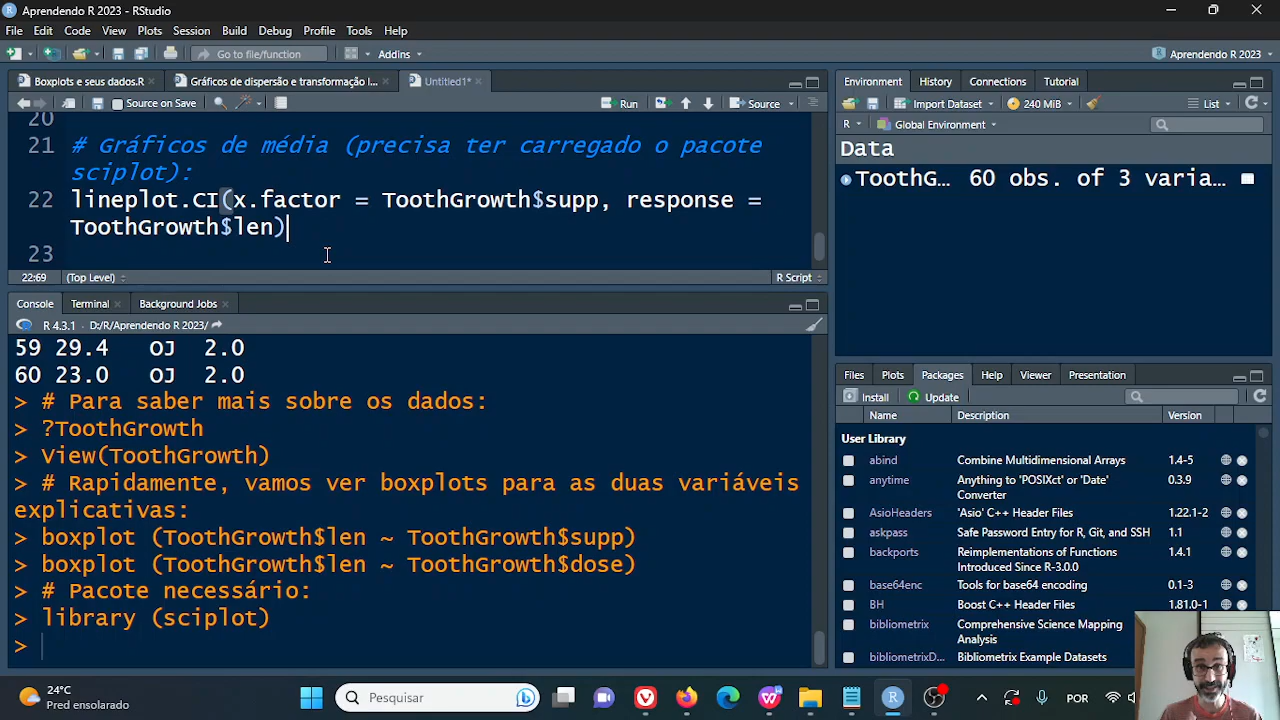 Aprendendo R 2023 - RStudio
File Edit Code View Plots Session Build Debug Profile Tools Help
Go to file/function
Addins
Aprendendo R 2023
Boxplots e seus dados.R
Gráficos de dispersão e transformação l...
Untitled1*
Source on Save
Run
Source
20
21 # Gráficos de média (precisa ter carregado o pacote
sciplot):
22 lineplot.CI(x.factor = ToothGrowth$supp, response =
ToothGrowth$len)
23
22:69 (Top Level)
R Script
Console Terminal Background Jobs
R 4.3.1 · D:/R/Aprendendo R 2023/
59 29.4 OJ 2.0
60 23.0 OJ 2.0
> # Para saber mais sobre os dados:
> ?ToothGrowth
> View(ToothGrowth)
> # Rapidamente, vamos ver boxplots para as duas variáveis
explicativas:
> boxplot (ToothGrowth$len ~ ToothGrowth$supp)
> boxplot (ToothGrowth$len ~ ToothGrowth$dose)
> # Pacote necessário:
> library (sciplot)
>
Environment History Connections Tutorial
Import Dataset
240 MiB
List
R
Global Environment
Data
ToothG... 60 obs. of 3 varia...
Files Plots Packages Help Viewer Presentation
Install Update
Name Description Version
User Library
abind Combine Multidimensional Arrays 1.4-5
anytime Anything to 'POSIXct' or 'Date' 0.3.9
Converter
AsioHeaders 'Asio' C++ Header Files 1.22.1-2
askpass Safe Password Entry for R, Git, and SSH 1.1
backports Reimplementations of Functions 1.4.1
Introduced Since R-3.0.0
base64enc Tools for base64 encoding 0.1-3
BH Boost C++ Header Files 1.81.0-1
bibliometrix Comprehensive Science Mapping
Analysis
bibliometrixD... Bibliometrix Example Datasets
24°C
Pred ensolarado
Pesquisar
POR